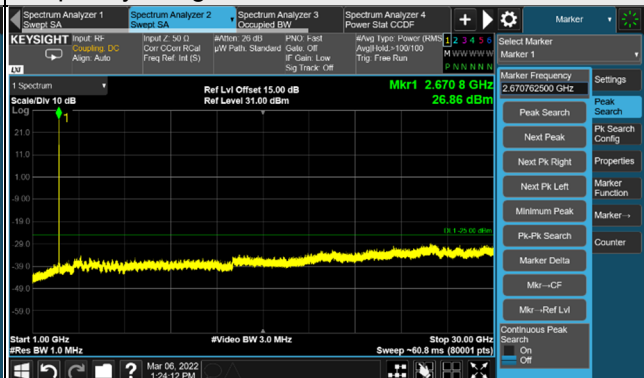 Spectrum Analyzer 1
Swept SA
Spectrum Analyzer 2
Swept SA
Spectrum Analyzer 3
Occupied BW
Spectrum Analyzer 4
Power Stat CCDF
+
Marker
KEYSIGHT
Input: RF
Coupling: DC
Align: Auto
Input Z: 50 Ω
Corr CCorr RCal
Freq Ref: Int (S)
#Atten: 26 dB
µW Path: Standard
PNO: Fast
Gate: Off
IF Gain: Low
Sig Track: Off
#Avg Type: Power (RMS
Avg|Hold:>100/100
Trig: Free Run
1 2 3 4 5 6
M W W W W W
P N N N N N
LXI
Select Marker
Marker 1
1 Spectrum
Scale/Div 10 dB
Log
Ref Lvl Offset 15.00 dB
Ref Level 31.00 dBm
Mkr1 2.670 8 GHz
26.86 dBm
1
21.0
11.0
1.00
-9.00
-19.0
-29.0
-39.0
-49.0
-59.0
DL1 -25.00 dBm
Start 1.00 GHz
#Res BW 1.0 MHz
#Video BW 3.0 MHz
Stop 30.00 GHz
Sweep ~60.8 ms (80001 pts)
Marker Frequency
2.670762500 GHz
Peak Search
Next Peak
Next Pk Right
Next Pk Left
Minimum Peak
Pk-Pk Search
Marker Delta
Mkr→CF
Mkr→Ref Lvl
Continuous Peak
Search
On
Off
Settings
Peak
Search
Pk Search
Config
Properties
Marker
Function
Marker→
Counter
?
Mar 06, 2022
1:24:12 PM